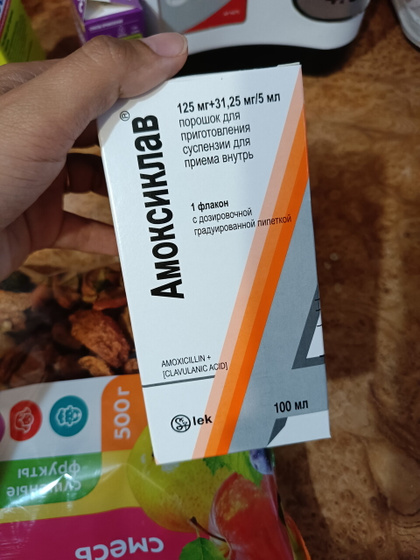 Амоксиклав®
125 мг+31,25 мг/5 мл
порошок для
приготовления
суспензии для
приема внутрь
1 флакон
с дозировочной
градуированной пипеткой
AMOXICILLIN +
[CLAVULANIC ACID]
lek
100 мл
500 г
сушеные
фрукты
смесь